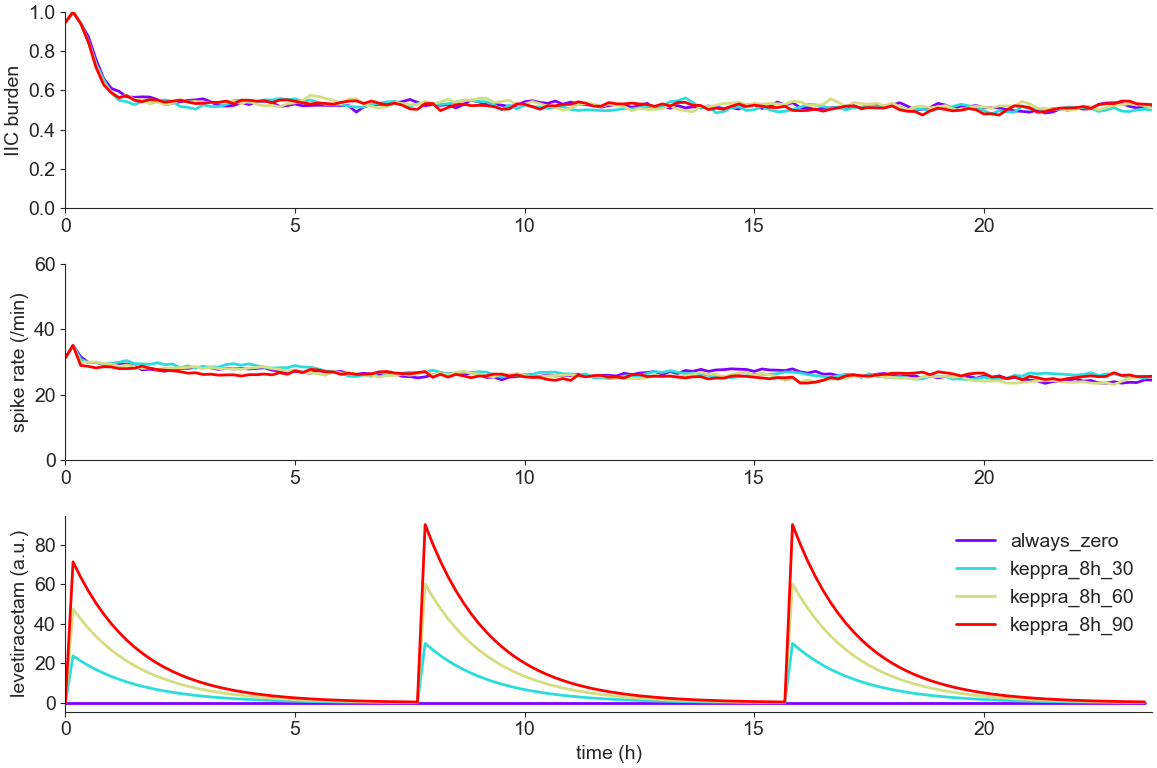 IIC burden
1.0
0.8
0.6
0.4
0.2
0.0
0 5 10 15 20
spike rate (/min)
60
40
20
0
0 5 10 15 20
levetiracetam (a.u.)
80
60
40
20
0
always_zero
keppra_8h_30
keppra_8h_60
keppra_8h_90
0 5 10 15 20
time (h)